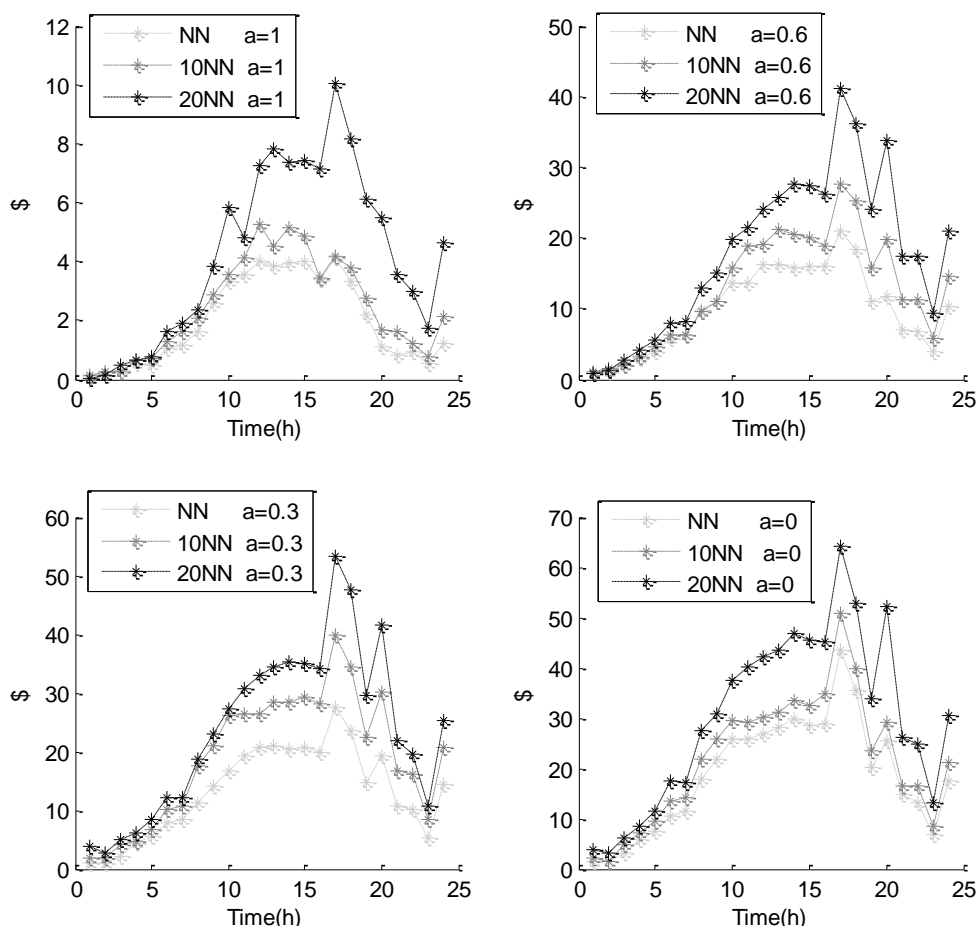 12
10
8
6
4
2
0
$
NN a=1
10NN a=1
20NN a=1
0 5 10 15 20 25
Time(h)
50
40
30
20
10
0
$
NN a=0.6
10NN a=0.6
20NN a=0.6
0 5 10 15 20 25
Time(h)
60
50
40
30
20
10
0
$
NN a=0.3
10NN a=0.3
20NN a=0.3
0 5 10 15 20 25
Time(h)
70
60
50
40
30
20
10
0
$
NN a=0
10NN a=0
20NN a=0
0 5 10 15 20 25
Time(h)